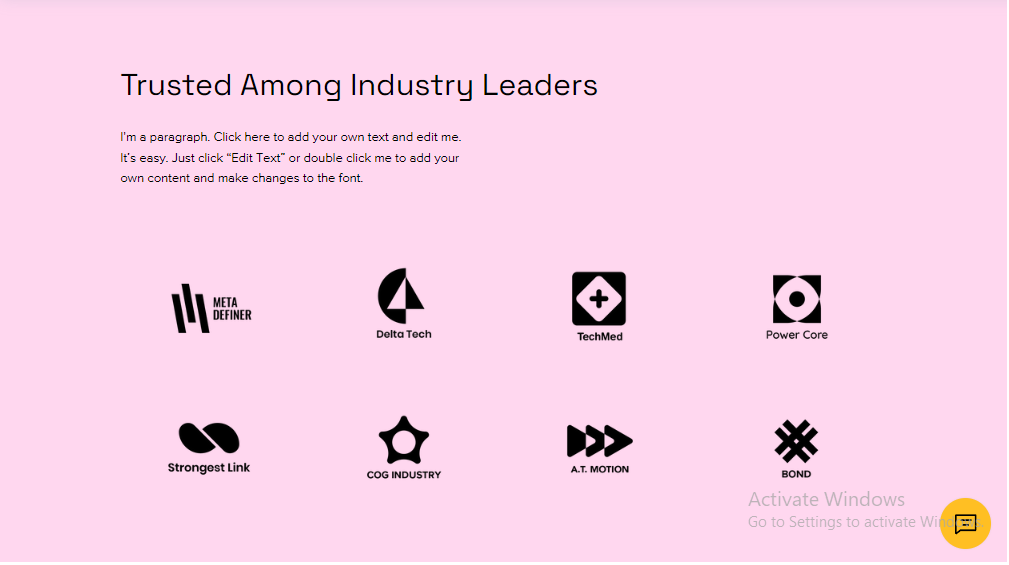 Trusted Among Industry Leaders
I'm a paragraph. Click here to add your own text and edit me.
It's easy. Just click “Edit Text” or double click me to add your
own content and make changes to the font.
META
DEFINER
Delta Tech
TechMed
Power Core
Strongest Link
COG INDUSTRY
A.T. MOTION
BOND
Activate Windows
Go to Settings to activate Windows.